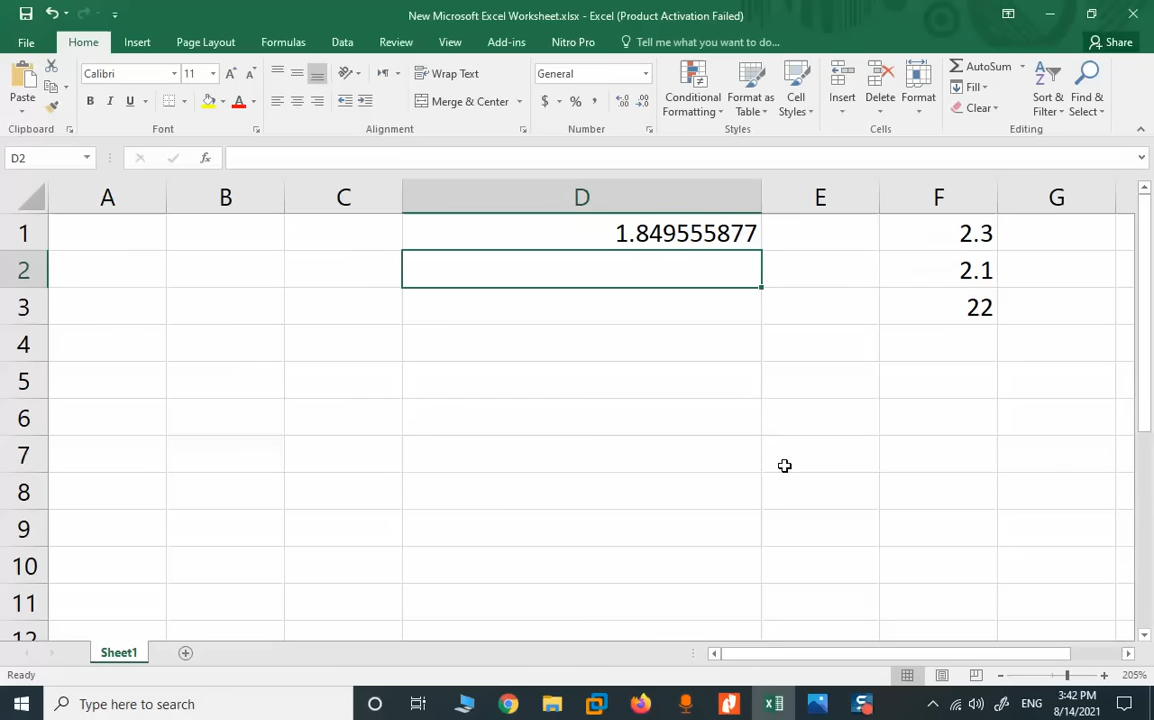 New Microsoft Excel Worksheet.xlsx - Excel (Product Activation Failed)
File Home Insert Page Layout Formulas Data Review View Add-ins Nitro Pro Tell me what you want to do... Share
Paste Calibri 11 A A Wrap Text General AutoSum
B I U A Merge & Center $ % , Conditional Formatting Format as Table Cell Styles Insert Delete Format Fill Clear Sort & Filter Find & Select
Clipboard Font Alignment Number Styles Cells Editing
D2 fx
A B C D E F G
1 1.849555877 2.3
2 2.1
3 22
4
5
6
7
8
9
10
11
12
Sheet1
Ready 205%
Type here to search 3:42 PM
8/14/2021